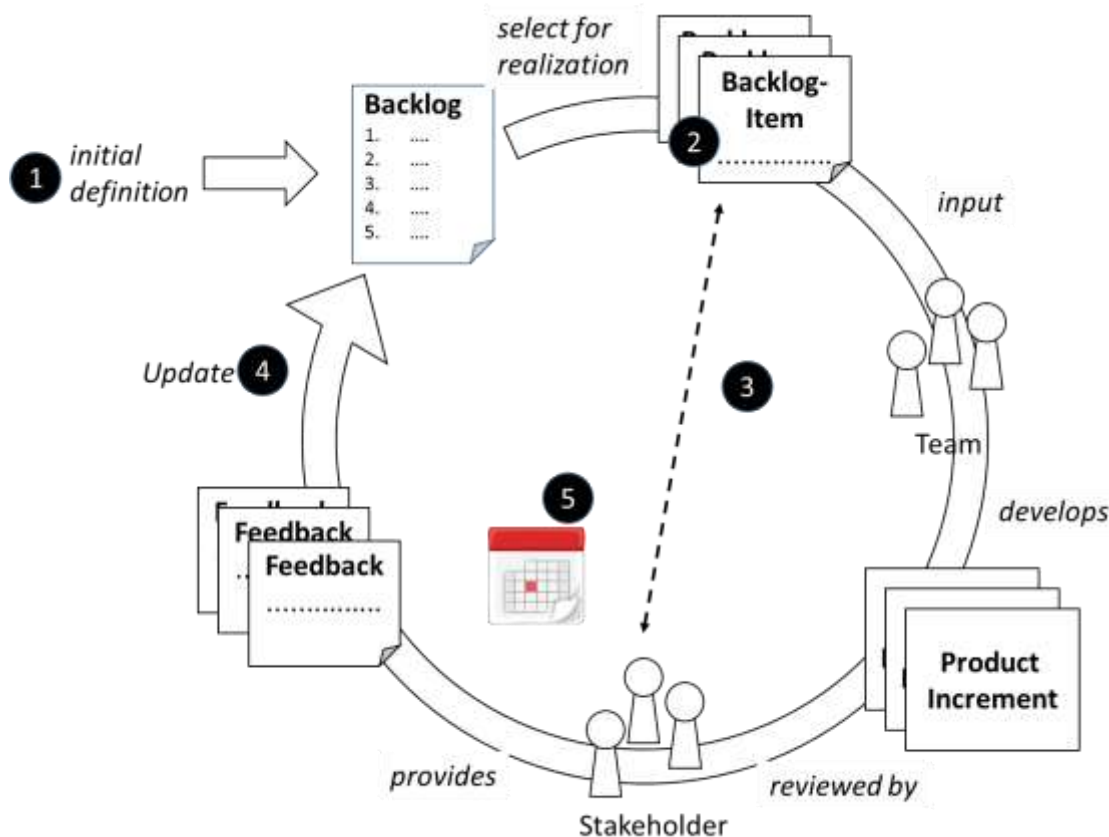 select for
realization
Backlog-
Item
2
Backlog
1. ....
2. ....
3. ....
4. ....
5. ....
1
initial
definition
input
3
Update
4
Team
5
develops
Feedback
Feedback
Product
Increment
provides
reviewed by
Stakeholder